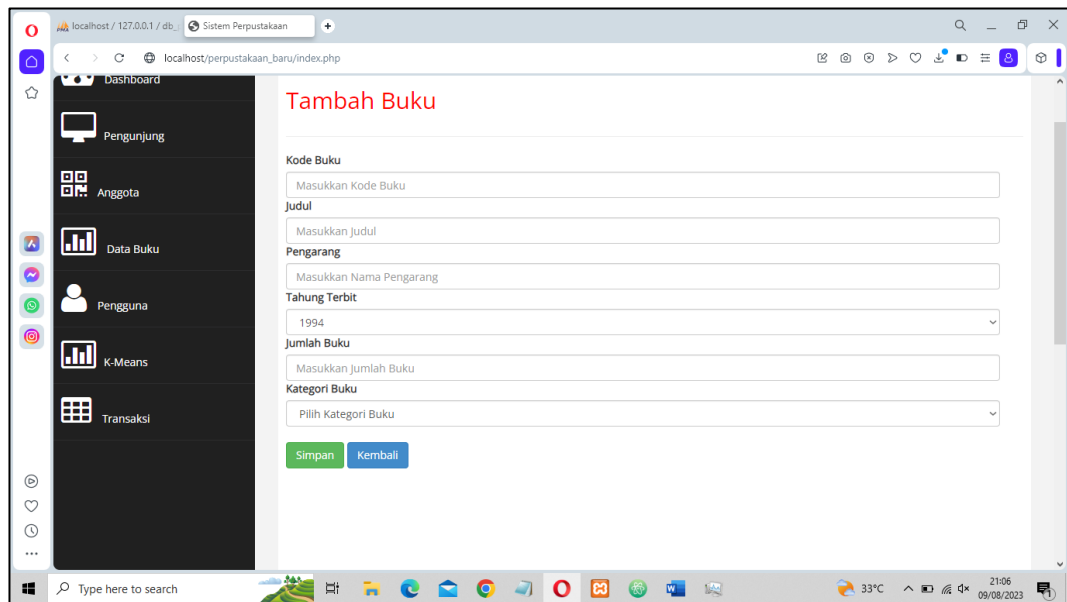 localhost / 127.0.0.1 / db_
Sistem Perpustakaan
localhost/perpustakaan_baru/index.php
Dashboard
Pengunjung
Anggota
Data Buku
Pengguna
K-Means
Transaksi
Tambah Buku
Kode Buku
Masukkan Kode Buku
Judul
Masukkan Judul
Pengarang
Masukkan Nama Pengarang
Tahung Terbit
1994
Jumlah Buku
Masukkan Jumlah Buku
Kategori Buku
Pilih Kategori Buku
Simpan Kembali
Type here to search
33°C
21:06
09/08/2023